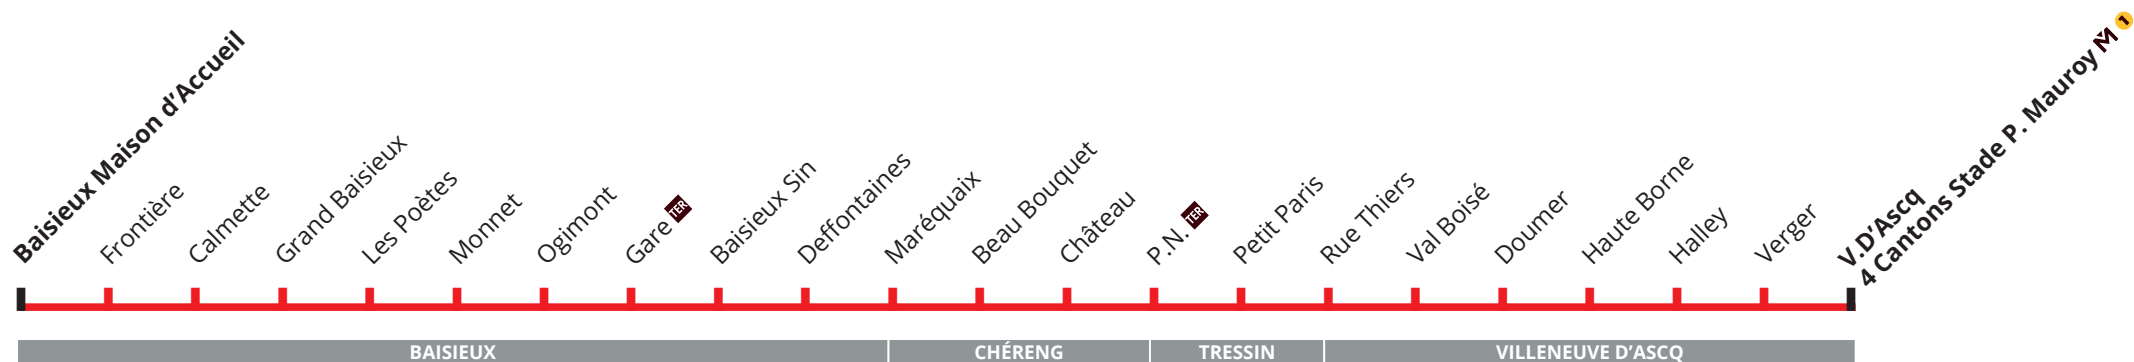 Baisieux Maison d'Accueil
Frontière
Calmette
Grand Baisieux
Les Poètes
Monnet
Ogimont
Gare TER
Baisieux Sin
Deffontaines
Maréquaix
Beau Bouquet
Château
P.N. TER
Petit Paris
Rue Thiers
Val Boisé
Doumer
Haute Borne
Halley
Verger
V.D'Ascq
4 Cantons Stade P. Mauroy M 1
BAISIEUX
CHÉRENG
TRESSIN
VILLENEUVE D'ASCQ